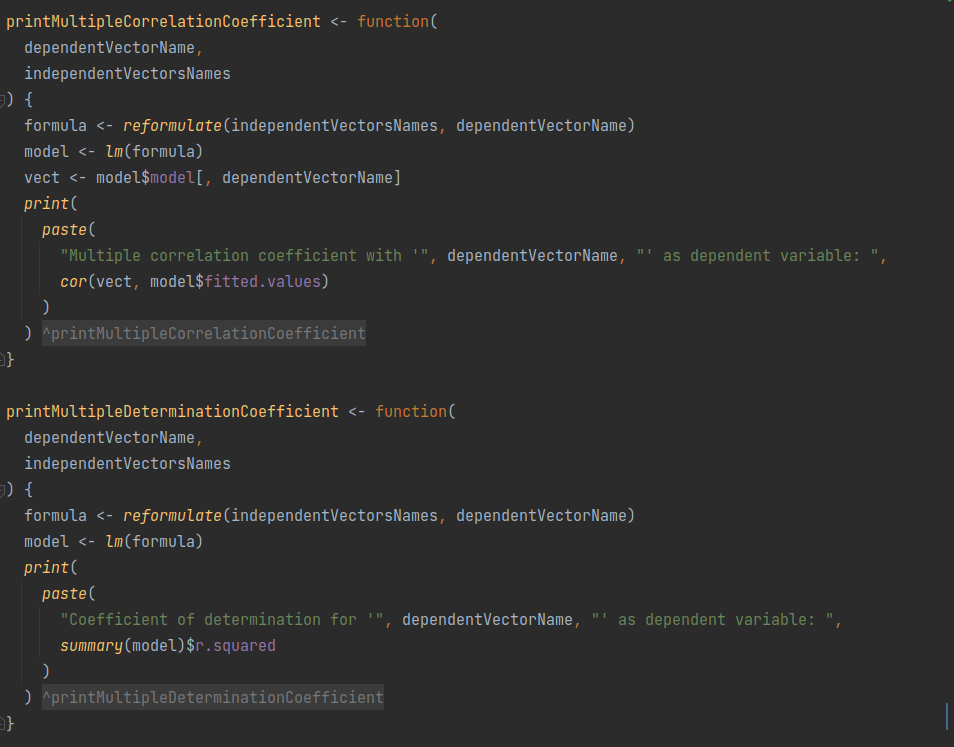 printMultipleCorrelationCoefficient <- function(
  dependentVectorName,
  independentVectorsNames
) {
  formula <- reformulate(independentVectorsNames, dependentVectorName)
  model <- lm(formula)
  vect <- model$model[, dependentVectorName]
  print(
    paste(
      "Multiple correlation coefficient with '", dependentVectorName, "' as dependent variable: ",
      cor(vect, model$fitted.values)
    )
  ) ^printMultipleCorrelationCoefficient
}

printMultipleDeterminationCoefficient <- function(
  dependentVectorName,
  independentVectorsNames
) {
  formula <- reformulate(independentVectorsNames, dependentVectorName)
  model <- lm(formula)
  print(
    paste(
      "Coefficient of determination for '", dependentVectorName, "' as dependent variable: ",
      summary(model)$r.squared
    )
  ) ^printMultipleDeterminationCoefficient
}